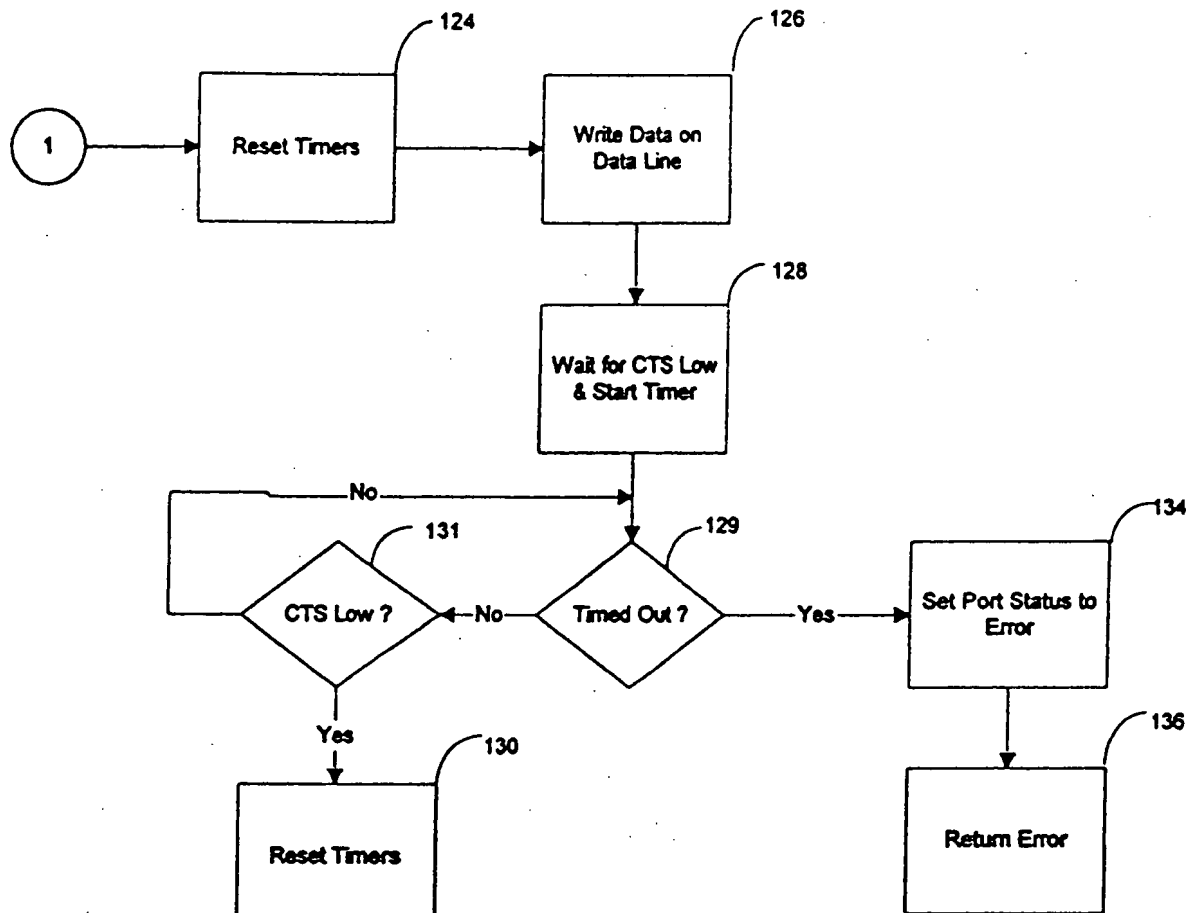 124
126
1
Reset Timers
Write Data on
Data Line
128
Wait for CTS Low
& Start Timer
No
131
129
134
CTS Low ?
No
Timed Out ?
Yes
Set Port Status to
Error
Yes
130
136
Reset Timers
Return Error